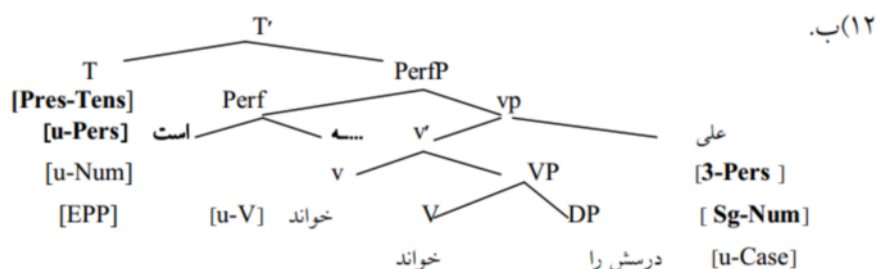 ۱۲)ب.
T'
T PerfP
[Pres-Tens] Perf vp
[u-Pers] است ـه... v' علی
[u-Num] v VP [3-Pers ]
[EPP] [u-V] خواند V DP [ Sg-Num]
خواند درسش را [u-Case]